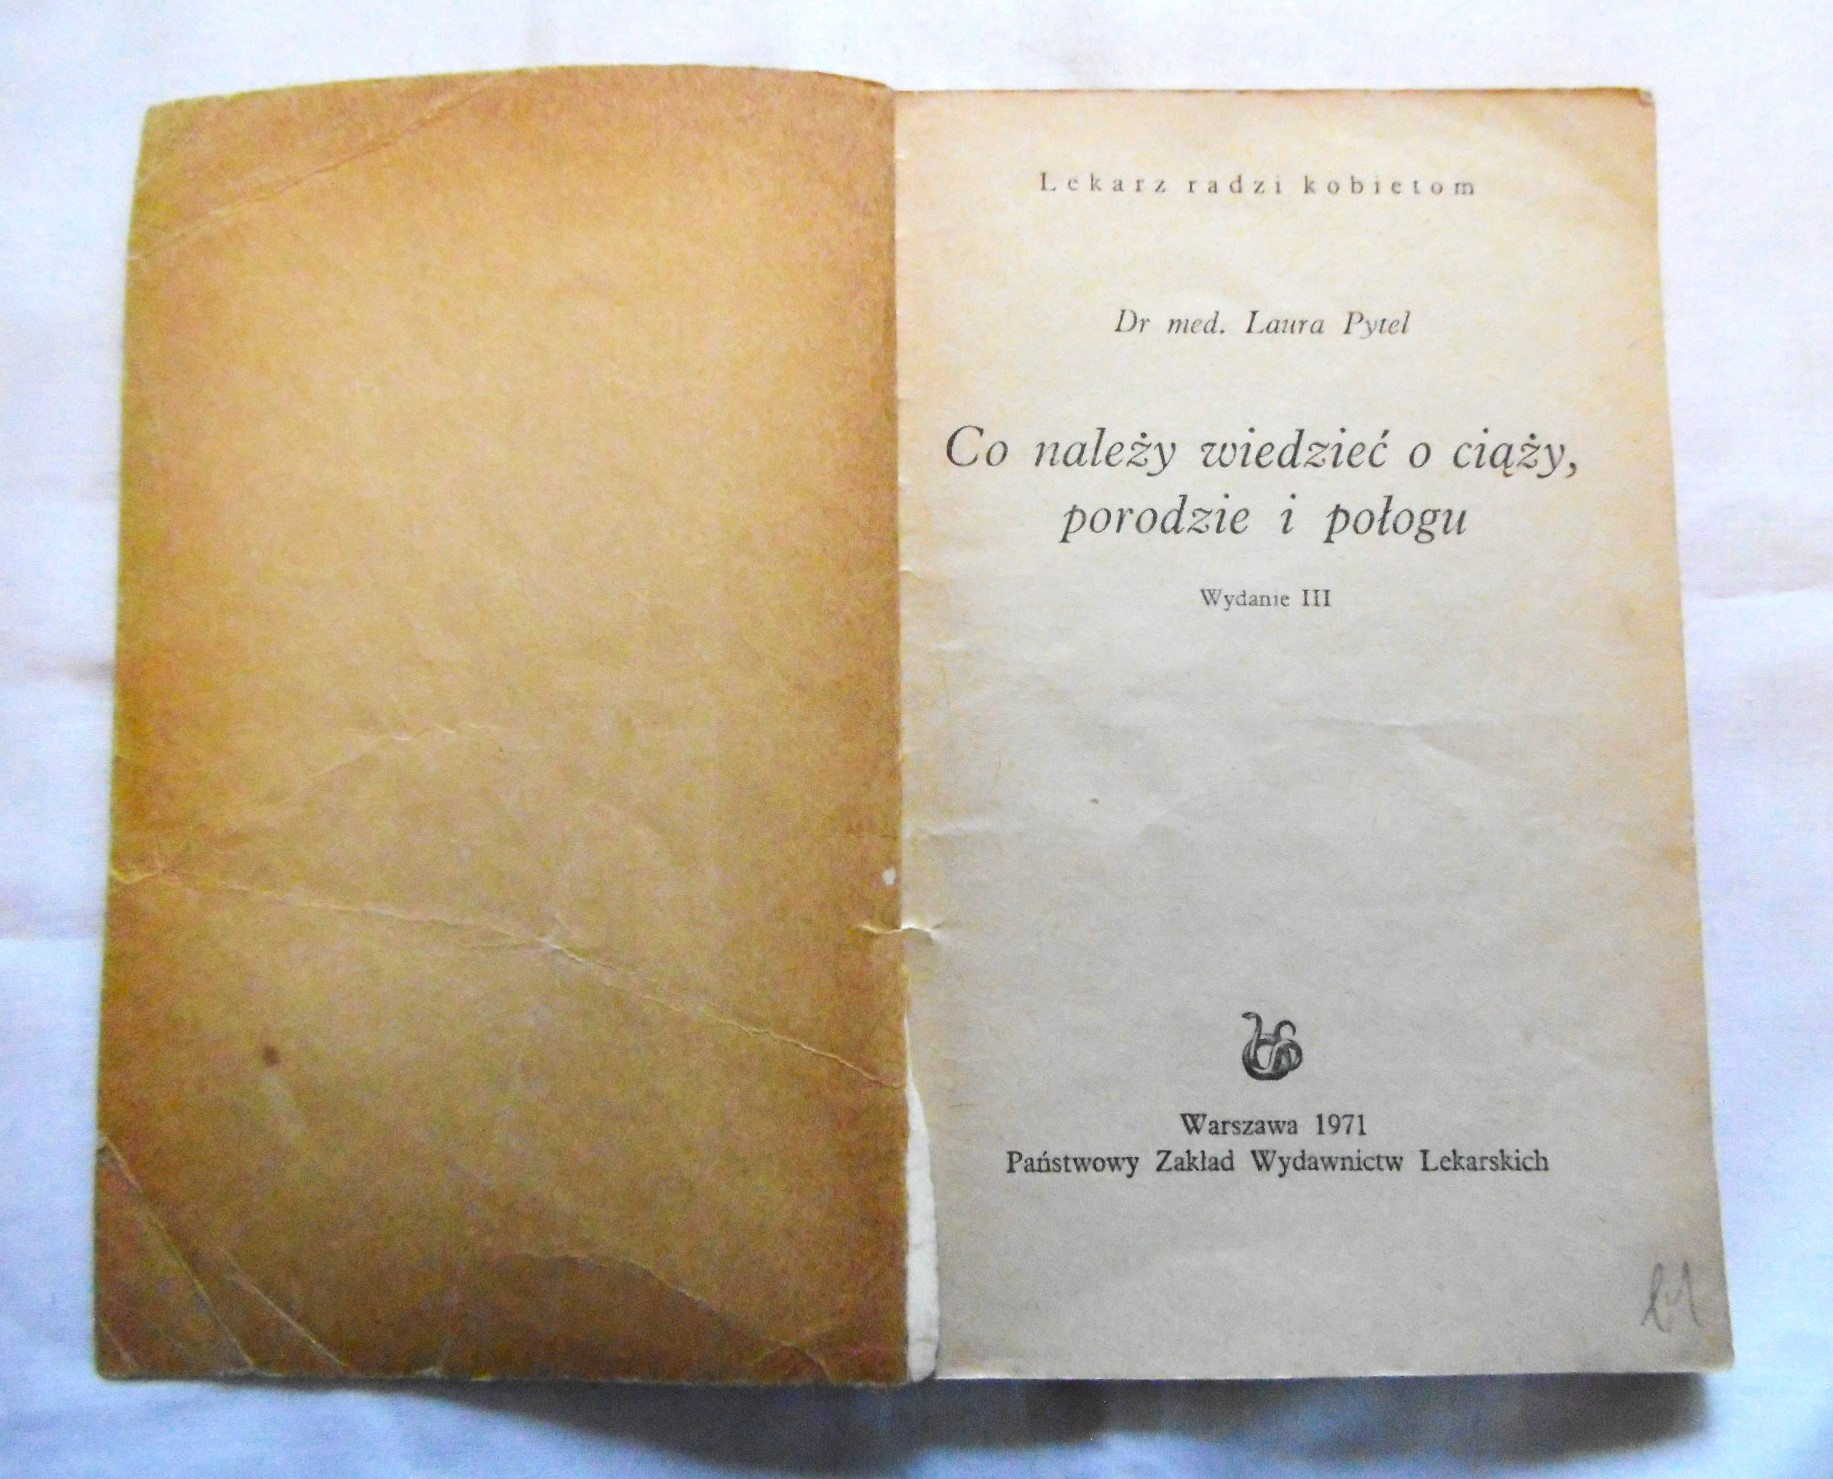 Lekarz radzi kobietom
Dr med. Laura Pytel
Co należy wiedzieć o ciąży,
porodzie i połogu
Wydanie III
Warszawa 1971
Państwowy Zakład Wydawnictw Lekarskich